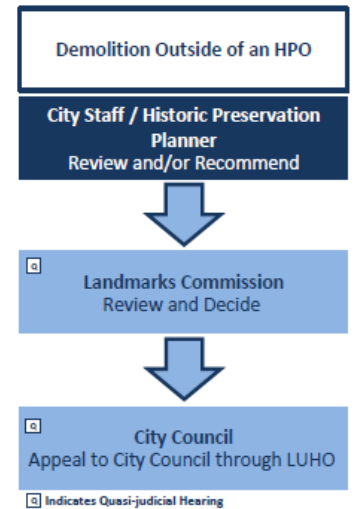 Demolition Outside of an HPO
City Staff / Historic Preservation
Planner
Review and/or Recommend
Q
Landmarks Commission
Review and Decide
Q
City Council
Appeal to City Council through LUHO
Q Indicates Quasi-judicial Hearing